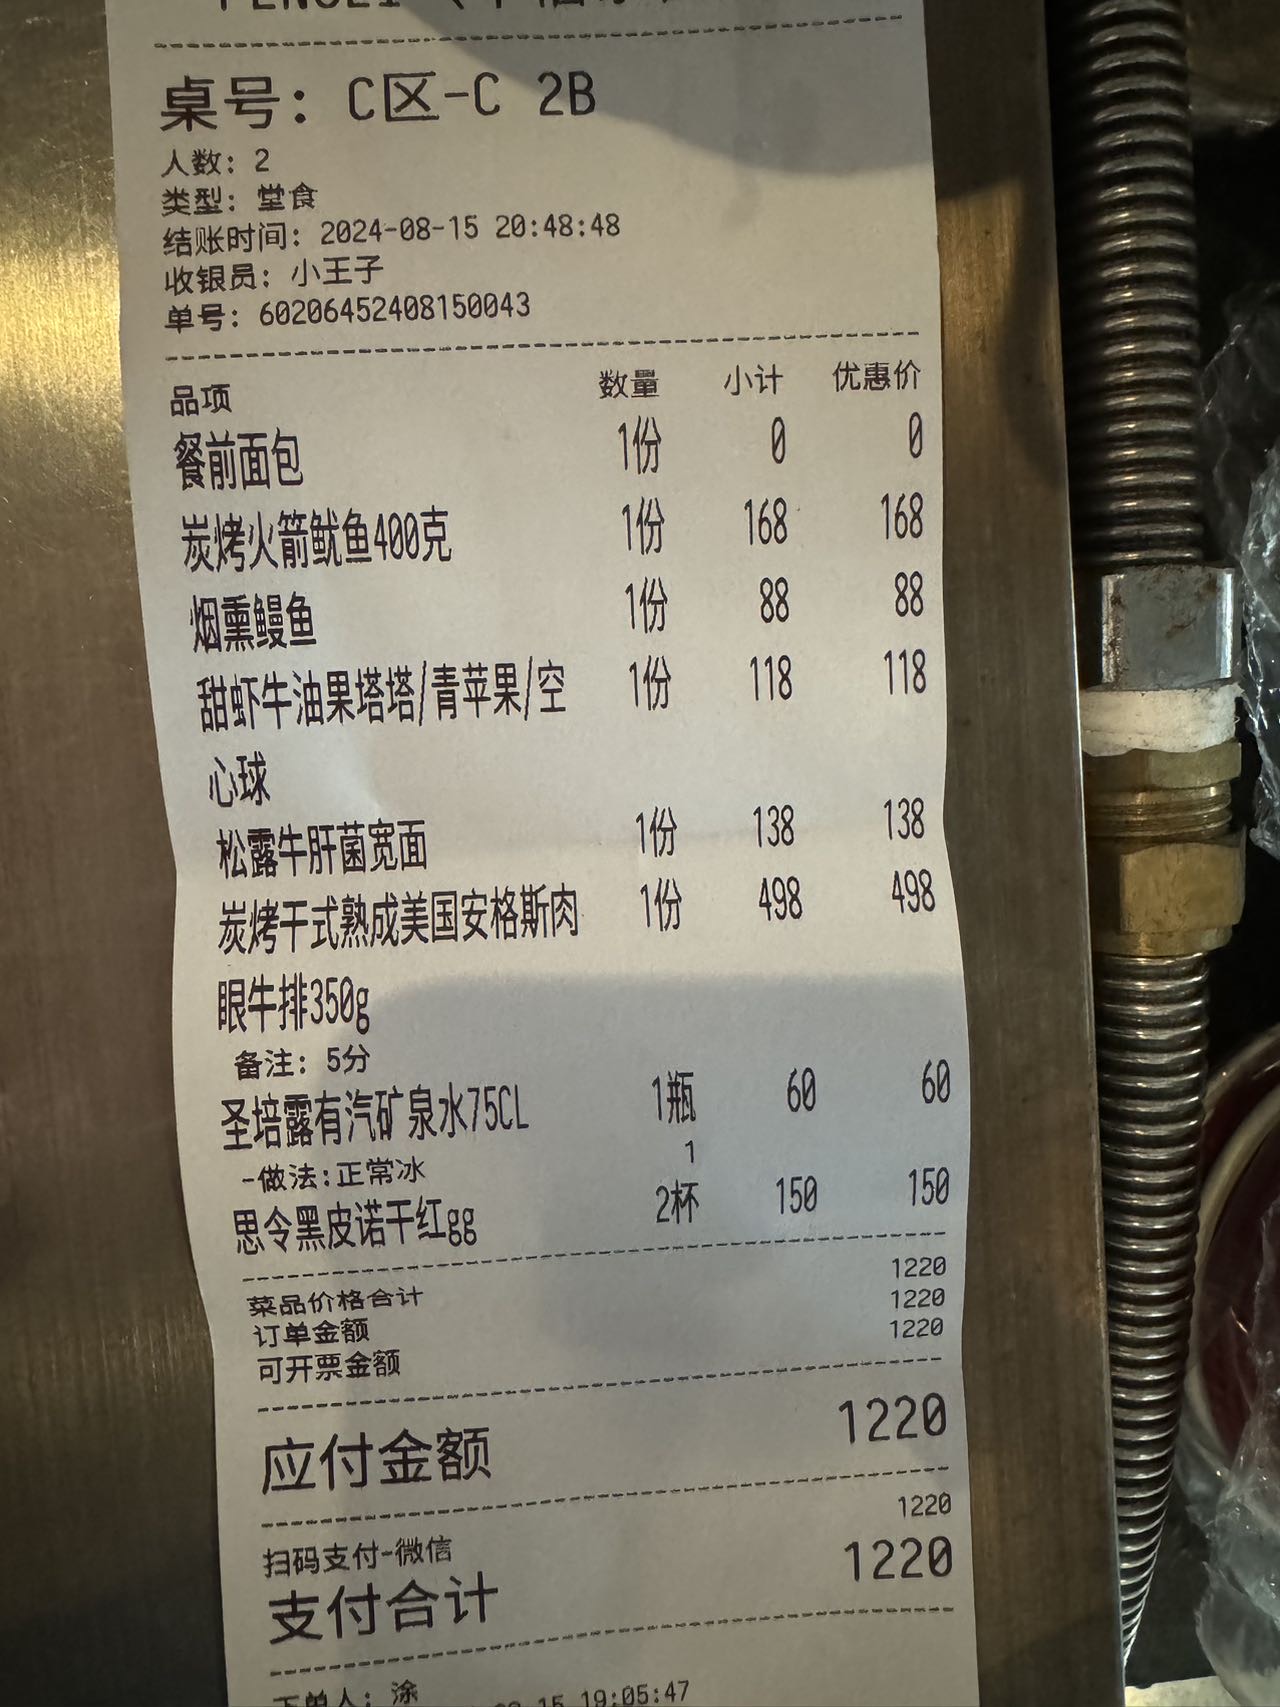 桌号: C区-C 2B
人数: 2
类型: 堂食
结账时间: 2024-08-15 20:48:48
收银员: 小王子
单号: 60206452408150043
品项 数量 小计 优惠价
餐前面包 1份 0 0
炭烤火箭鱿鱼400克 1份 168 168
烟熏鳗鱼 1份 88 88
甜虾牛油果塔塔/青苹果/空 1份 118 118
心球
松露牛肝菌宽面 1份 138 138
炭烤干式熟成美国安格斯肉 1份 498 498
眼牛排350g
备注: 5分
圣培露有汽矿泉水75CL 1瓶 60 60
-做法:正常冰 1
思令黑皮诺干红gg 2杯 150 150
菜品价格合计 1220
订单金额 1220
可开票金额 1220
应付金额 1220
扫码支付-微信 1220
支付合计 1220
下单人: 涂
15 19:05:47